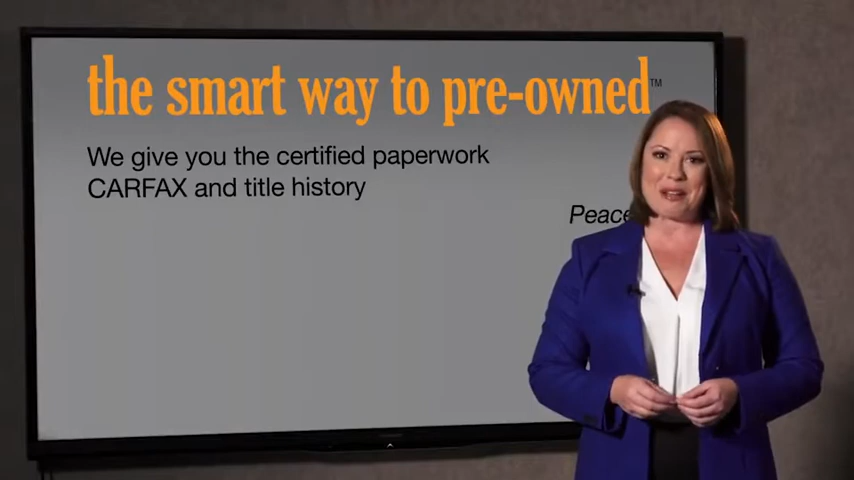 the smart way to pre-owned™
We give you the certified paperwork
CARFAX and title history
Peace